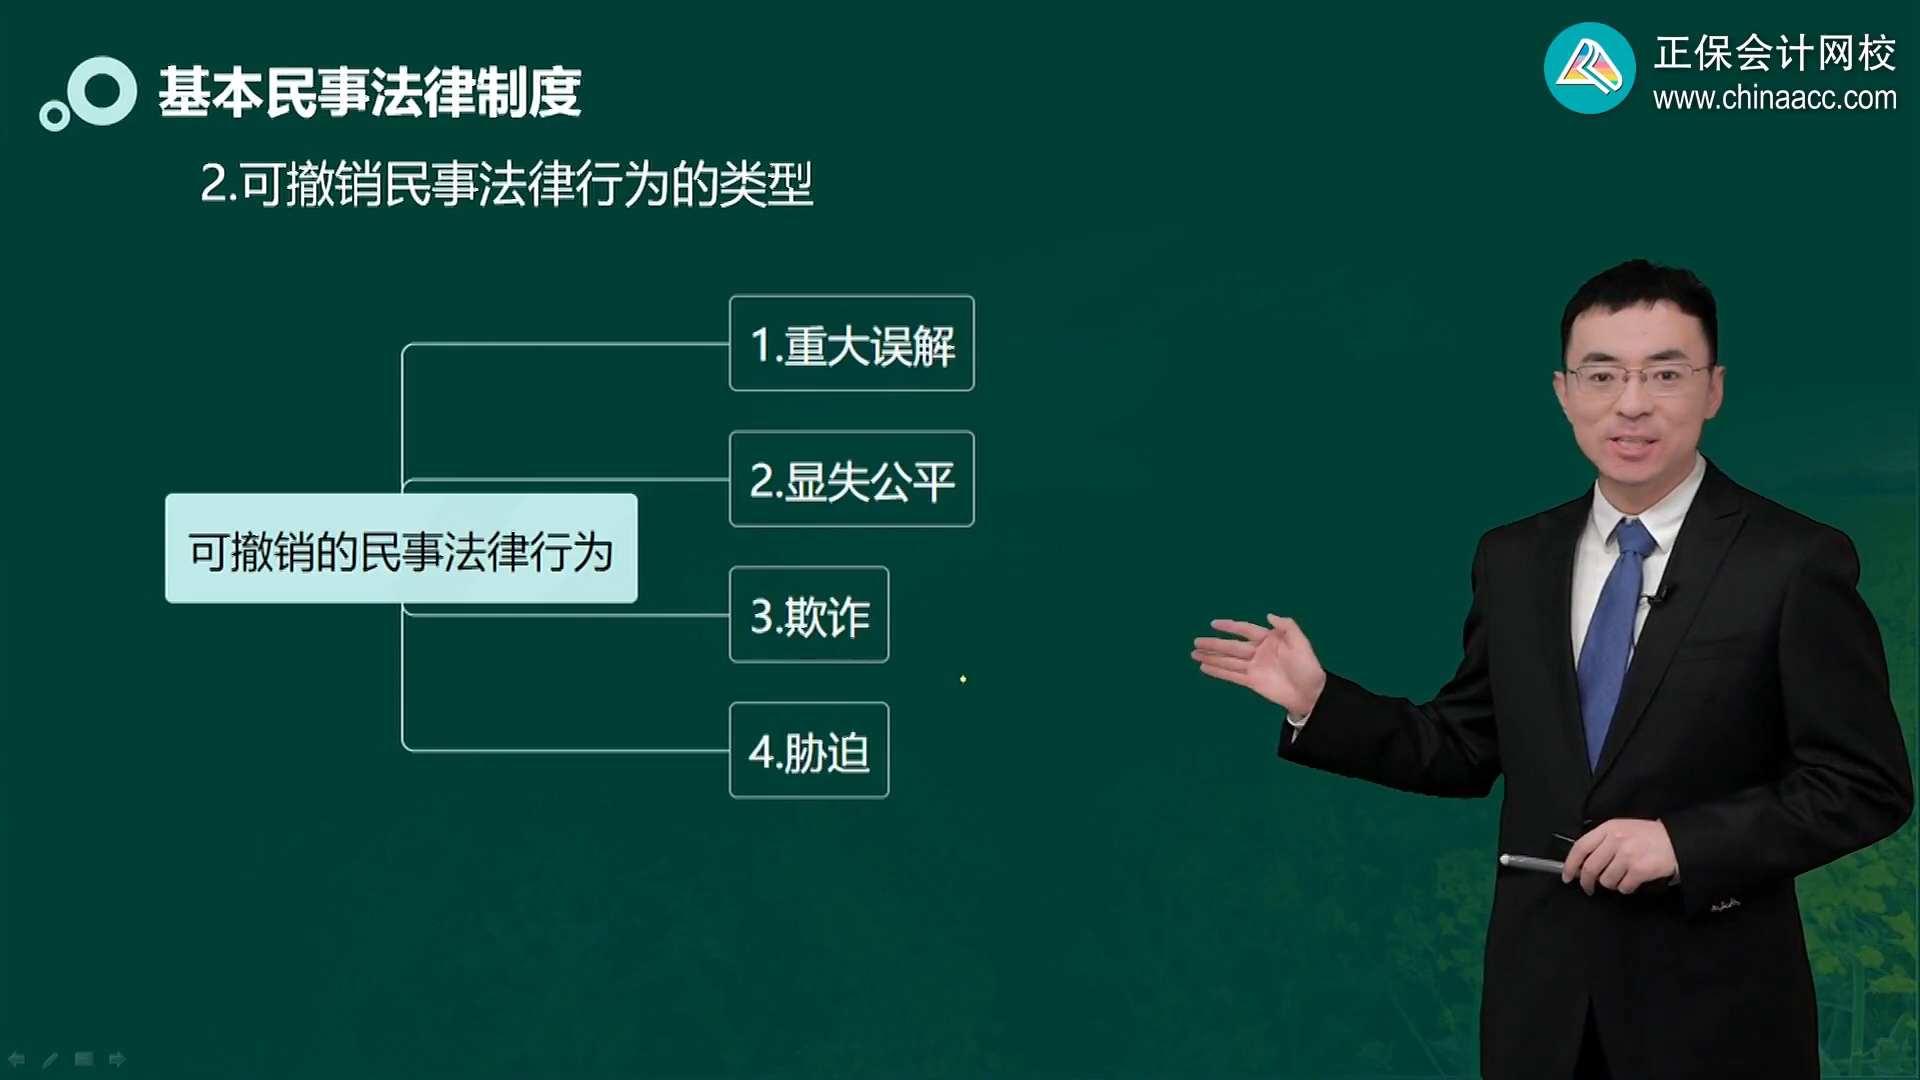 正保会计网校
www.chinaacc.com
基本民事法律制度
2.可撤销民事法律行为的类型
可撤销的民事法律行为
1.重大误解
2.显失公平
3.欺诈
4.胁迫